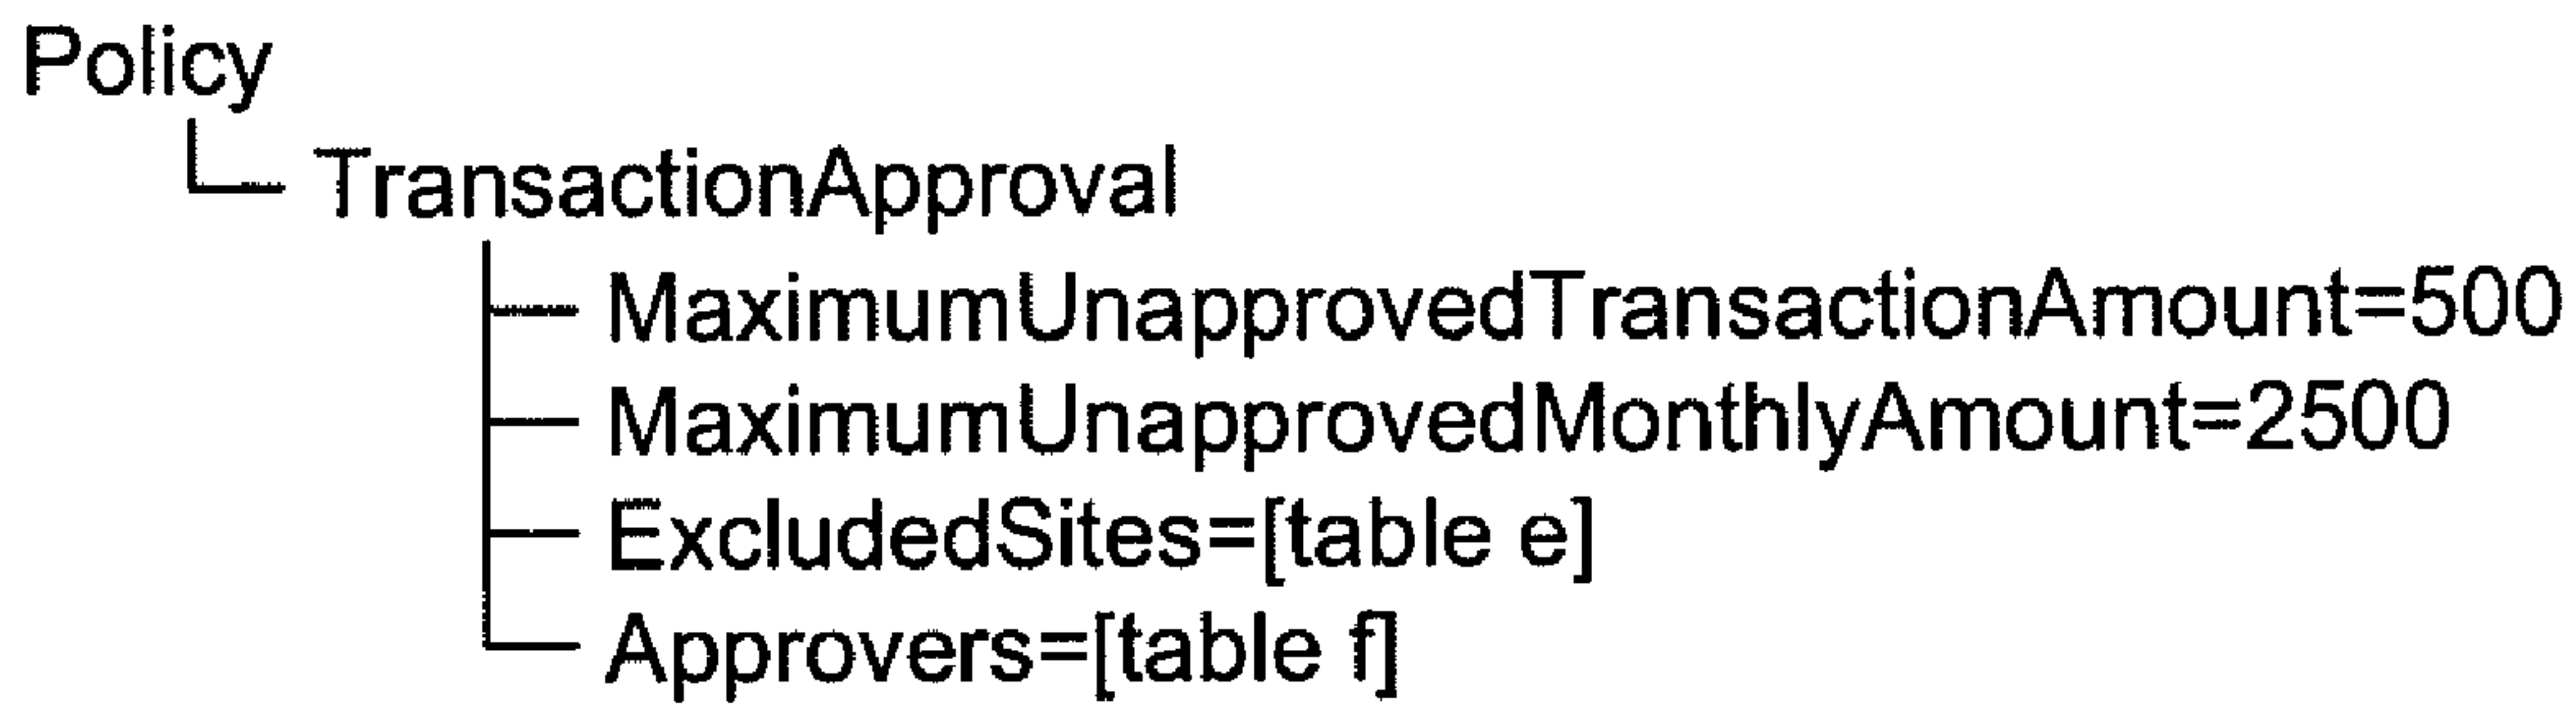 Policy
TransactionApproval
MaximumUnapprovedTransactionAmount=500
MaximumUnapprovedMonthlyAmount=2500
ExcludedSites=[table e]
Approvers=[table f]